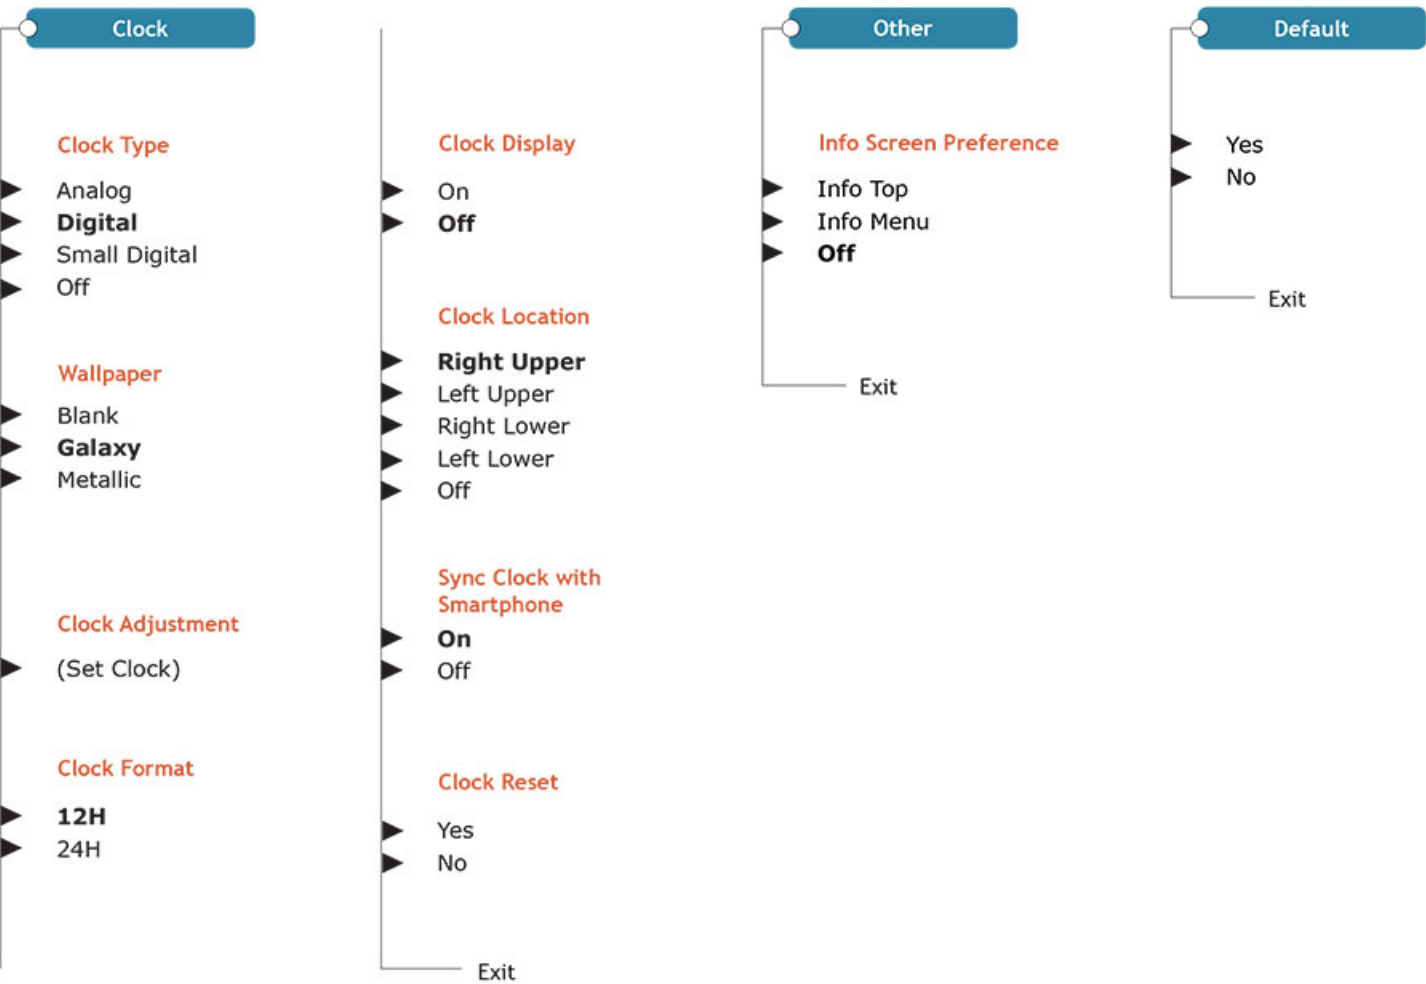 Clock
Clock Type
Analog
Digital
Small Digital
Off
Wallpaper
Blank
Galaxy
Metallic
Clock Adjustment
(Set Clock)
Clock Format
12H
24H
Clock Display
On
Off
Clock Location
Right Upper
Left Upper
Right Lower
Left Lower
Off
Sync Clock with
Smartphone
On
Off
Clock Reset
Yes
No
Exit
Other
Info Screen Preference
Info Top
Info Menu
Off
Exit
Default
Yes
No
Exit